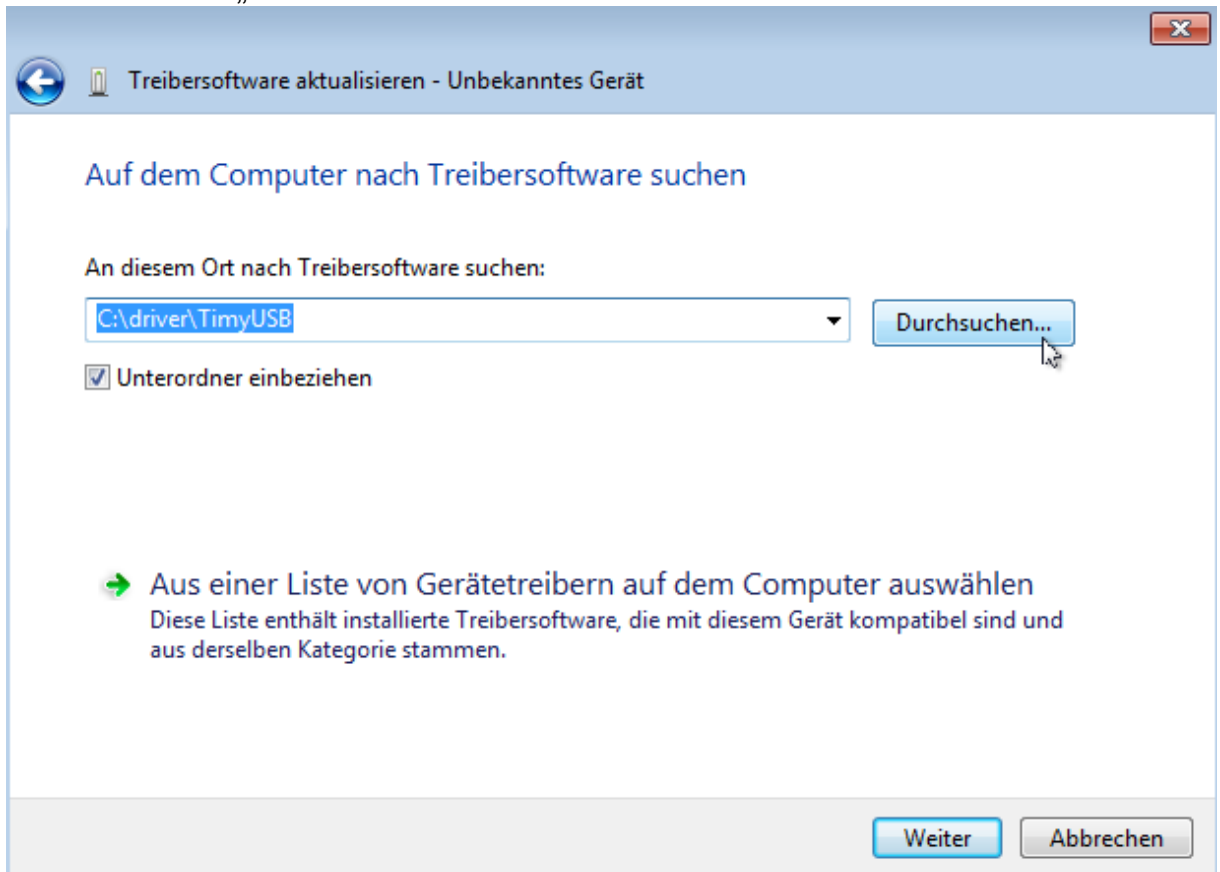 „
Treibersoftware aktualisieren - Unbekanntes Gerät
Auf dem Computer nach Treibersoftware suchen
An diesem Ort nach Treibersoftware suchen:
C:\driver\TimyUSB
Durchsuchen...
Unterordner einbeziehen
Aus einer Liste von Gerätetreibern auf dem Computer auswählen
Diese Liste enthält installierte Treibersoftware, die mit diesem Gerät kompatibel sind und
aus derselben Kategorie stammen.
Weiter
Abbrechen